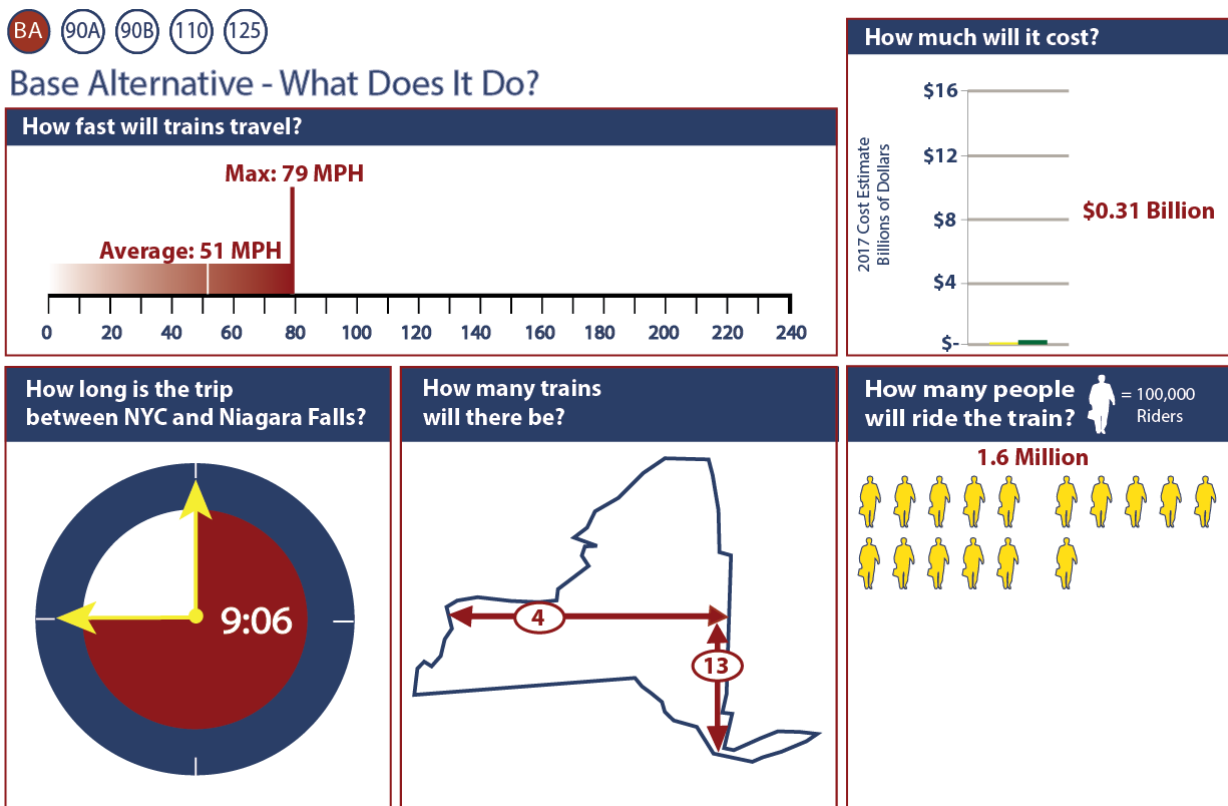 BA 90A 90B 110 125
Base Alternative - What Does It Do?
How fast will trains travel?
Max: 79 MPH
Average: 51 MPH
0 20 40 60 80 100 120 140 160 180 200 220 240
How much will it cost?
2017 Cost Estimate
Billions of Dollars
$16
$12
$8
$4
$-
$0.31 Billion
How long is the trip
between NYC and Niagara Falls?
9:06
How many trains
will there be?
4
13
How many people
will ride the train?
= 100,000
Riders
1.6 Million